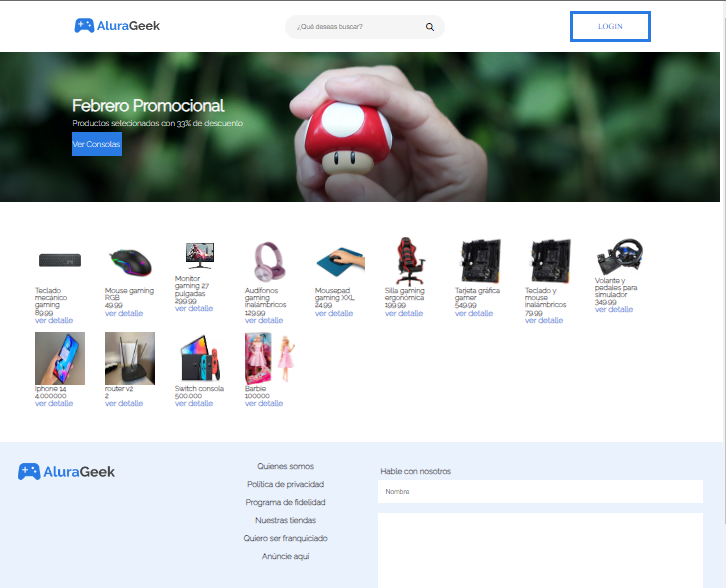 AluraGeek
¿Qué deseas buscar?
LOGIN
Febrero Promocional
Productos selecionados con 33% de descuento
Ver Consolas
Teclado
mecánico
gaming
89.99
ver detalle
Mouse gaming
RGB
49.99
ver detalle
Monitor
gaming 27
pulgadas
299.99
ver detalle
Audífonos
gaming
inalámbricos
129.99
ver detalle
Mousepad
gaming XXL
24.99
ver detalle
Silla gaming
ergonómica
199.99
ver detalle
Tarjeta gráfica
gamer
549.99
ver detalle
Teclado y
mouse
inalámbricos
79.99
ver detalle
Volante y
pedales para
simulador
349.99
ver detalle
Iphone 14
4.000000
ver detalle
router v2
2
ver detalle
Switch consola
500.000
ver detalle
Barbie
100000
ver detalle
AluraGeek
Quienes somos
Política de privacidad
Programa de fidelidad
Nuestras tiendas
Quiero ser franquiciado
Anúncie aquí
Hable con nosotros
Nombre